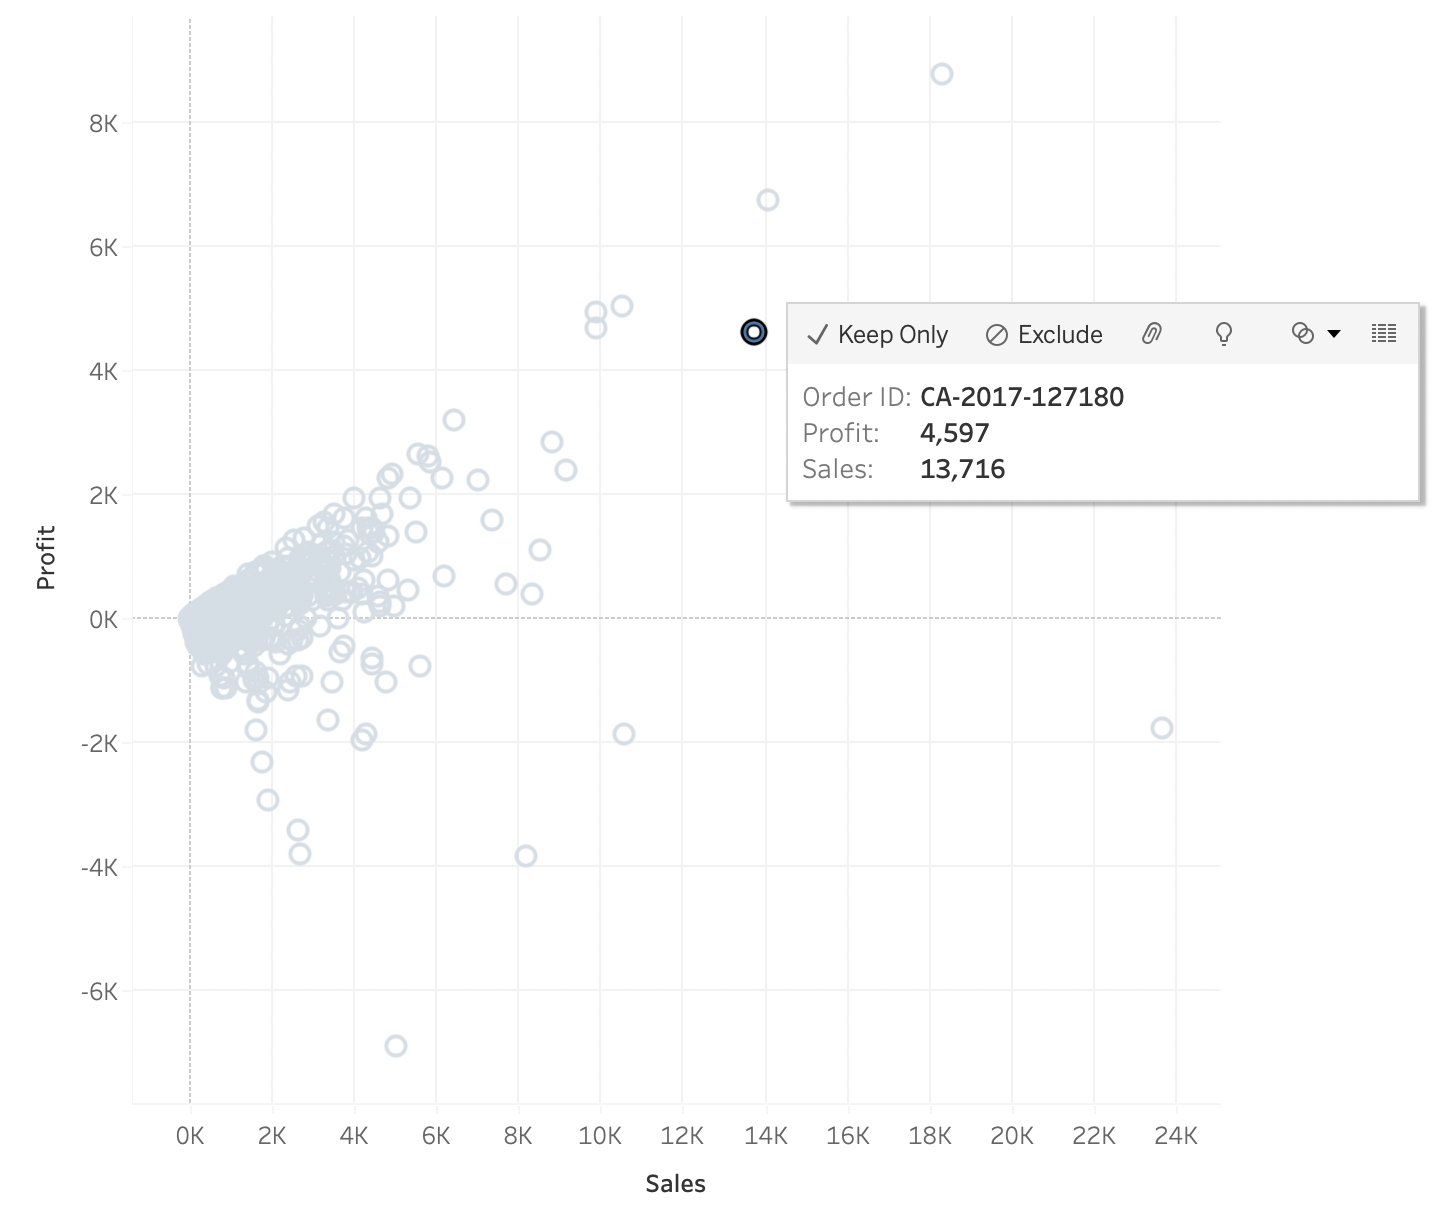 8K
6K
4K
2K
0K
-2K
-4K
-6K
Profit
Keep Only Exclude
Order ID: CA-2017-127180
Profit: 4,597
Sales: 13,716
0K 2K 4K 6K 8K 10K 12K 14K 16K 18K 20K 22K 24K
Sales